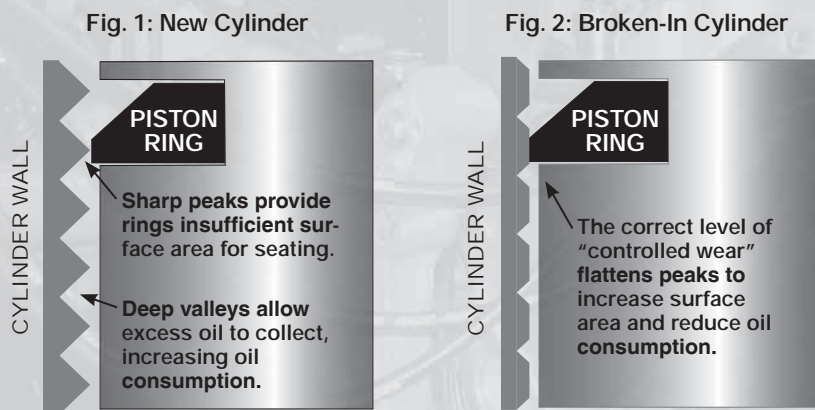 Fig. 1: New Cylinder
CYLINDER WALL
PISTON
RING
Sharp peaks provide
rings insufficient sur-
face area for seating.
Deep valleys allow
excess oil to collect,
increasing oil
consumption.
Fig. 2: Broken-In Cylinder
CYLINDER WALL
PISTON
RING
The correct level of
“controlled wear”
flattens peaks to
increase surface
area and reduce oil
consumption.